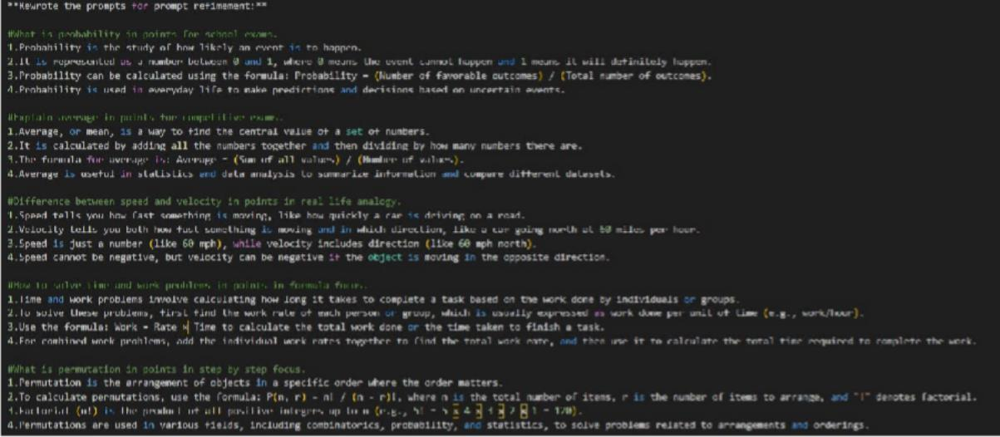 **Rewrote the prompts for prompt refinement:**
#What is probability in points for school exams.
1.Probability is the study of how likely an event is to happen.
2.It is represented as a number between 0 and 1, where 0 means the event cannot happen and 1 means it will definitely happen.
3.Probability can be calculated using the formula: Probability = (Number of favorable outcomes) / (Total number of outcomes).
4.Probability is used in everyday life to make predictions and decisions based on uncertain events.
#Explain average in points for competitive exams.
1.Average, or mean, is a way to find the central value of a set of numbers.
2.It is calculated by adding all the numbers together and then dividing by how many numbers there are.
3.The formula for average is: Average = (Sum of all values) / (Number of values).
4.Average is useful in statistics and data analysis to summarize information and compare different datasets.
#Difference between speed and velocity in points in real life analogy.
1.Speed tells you how fast something is moving, like how quickly a car is driving on a road.
2.Velocity tells you both how fast something is moving and in which direction, like a car going north at 60 miles per hour.
3.Speed is just a number (like 60 mph), while velocity includes direction (like 60 mph north).
4.Speed cannot be negative, but velocity can be negative if the object is moving in the opposite direction.
#How to solve time and work problems in points in formula focus.
1.Time and work problems involve calculating how long it takes to complete a task based on the work done by individuals or groups.
2.To solve these problems, first find the work rate of each person or group, which is usually expressed as work done per unit of time (e.g., work/hour).
3.Use the formula: Work = Rate × Time to calculate the total work done or the time taken to finish a task.
4.For combined work problems, add the individual work rates together to find the total work rate, and then use it to calculate the total time required to complete the work.
#What is permutation in points in step by step focus.
1.Permutation is the arrangement of objects in a specific order where the order matters.
2.To calculate permutations, use the formula: P(n, r) = n! / (n - r)!, where n is the total number of items, r is the number of items to arrange, and "!" denotes factorial.
3.Factorial (n!) is the product of all positive integers up to n (e.g., 5! = 5 × 4 × 3 × 2 × 1 = 120).
4.Permutations are used in various fields, including combinatorics, probability, and statistics, to solve problems related to arrangements and orderings.